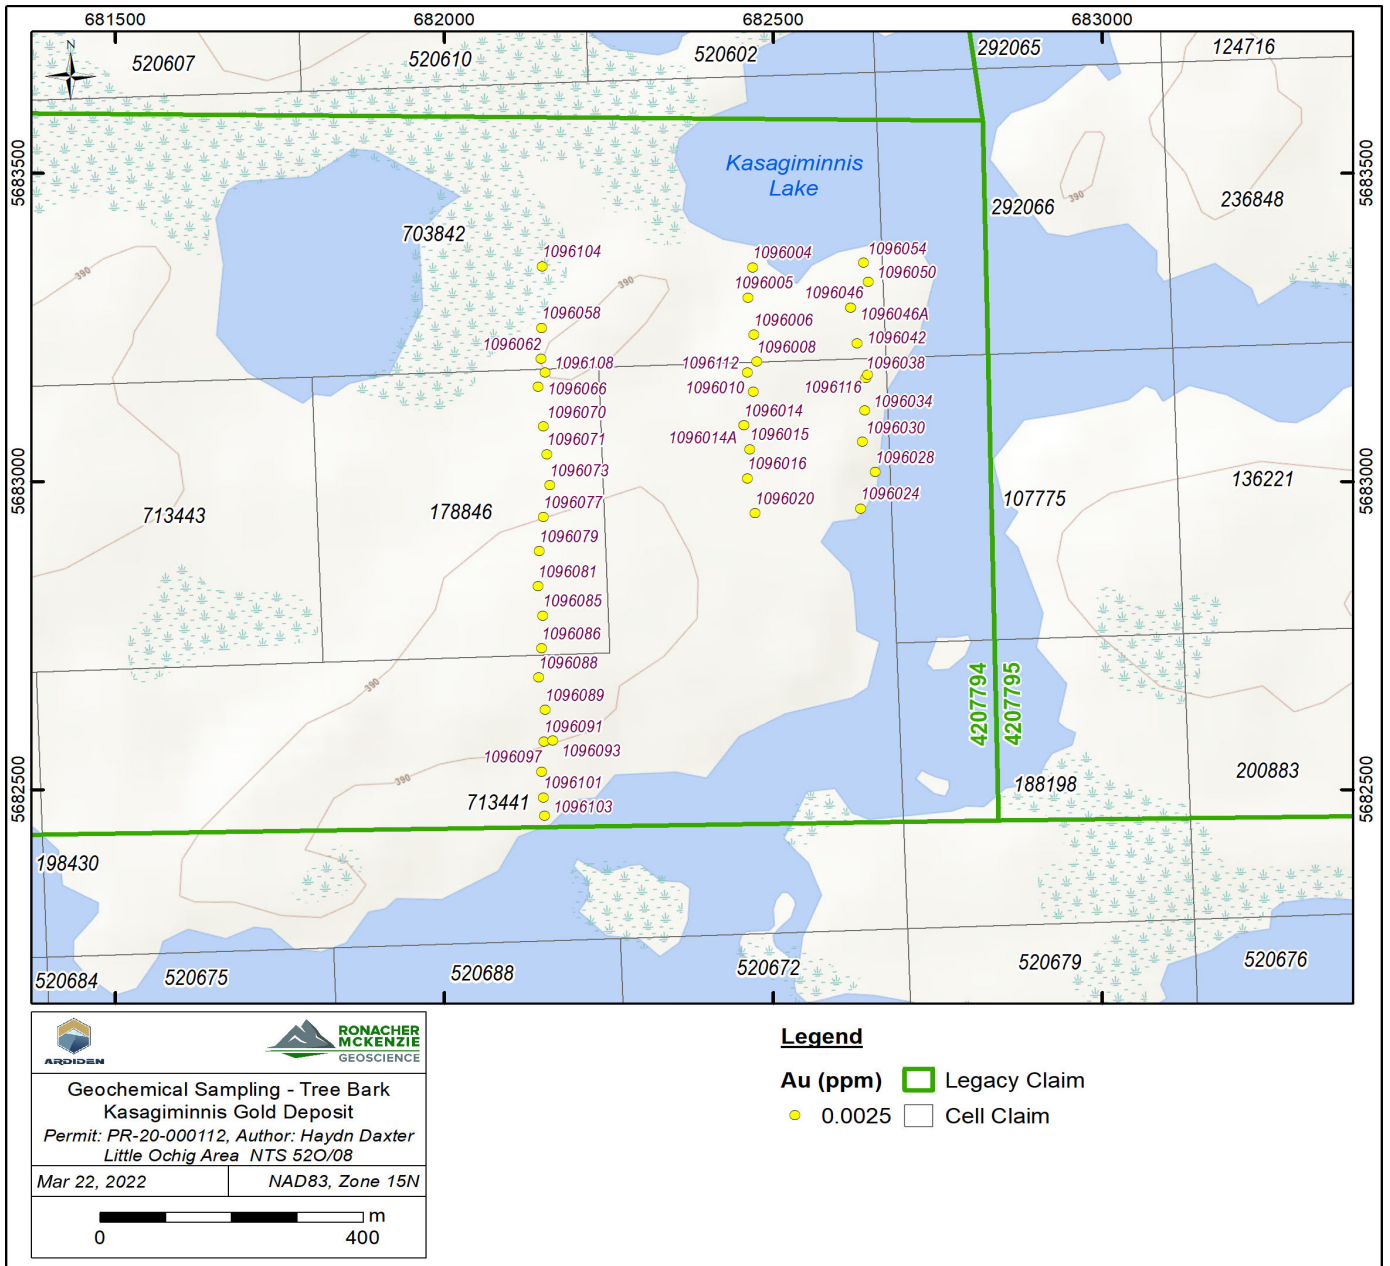 681500 682000 682500 683000
N
520607 520610 520602 292065 124716
5683500
Kasagiminnis
Lake
5683500
292066 236848
703842
1096104 1096004 1096054
1096005 1096050
390 390 390
1096046
1096058 1096006 1096046A
1096062 1096008 1096042
1096108 1096112 1096038
1096066 1096010 1096116
1096070 1096014 1096034
1096071 1096014A 1096015 1096030
1096073 1096016 1096028
5683000 5683000
713443 178846 1096077 1096020 1096024 107775 136221
1096079
1096081
1096085
1096086
1096088
390
1096089
4207794
4207795
1096091
1096097 1096093
390
1096101
5682500 5682500
713441 1096103 188198 200883
198430
520684 520675 520688 520672 520679 520676
ARDIDEN
RONACHER
MCKENZIE
GEOSCIENCE
Geochemical Sampling - Tree Bark
Kasagiminnis Gold Deposit
Permit: PR-20-000112, Author: Haydn Daxter
Little Ochig Area NTS 52O/08
Mar 22, 2022 NAD83, Zone 15N
m
0 400
Legend
Au (ppm) Legacy Claim
0.0025 Cell Claim